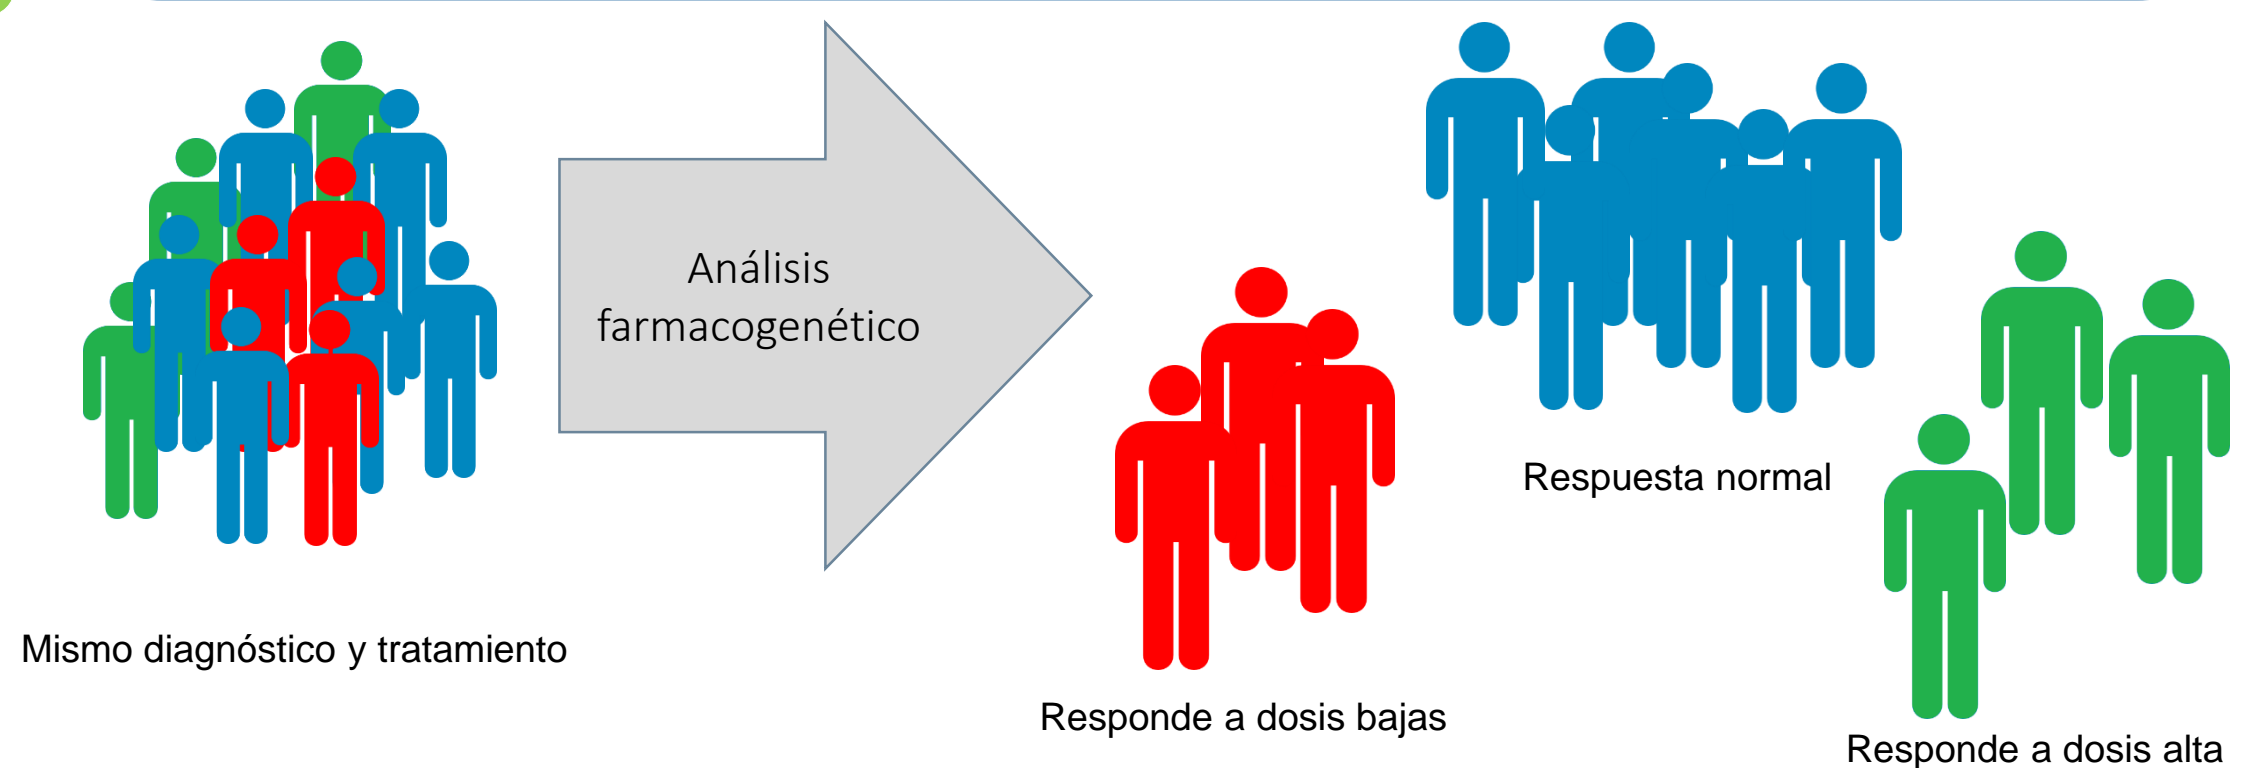 Análisis
farmacogenético
Respuesta normal
Mismo diagnóstico y tratamiento
Responde a dosis bajas
Responde a dosis alta